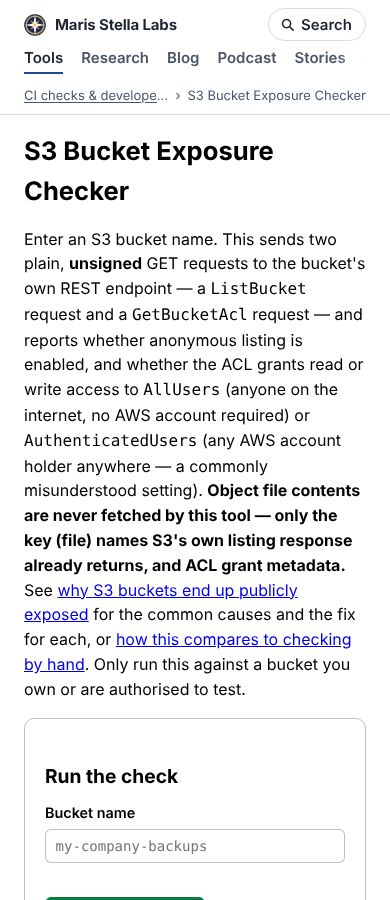 Maris Stella Labs
Search
Tools Research Blog Podcast Stories
CI checks & develope... › S3 Bucket Exposure Checker
S3 Bucket Exposure
Checker
Enter an S3 bucket name. This sends two
plain, unsigned GET requests to the bucket's
own REST endpoint — a ListBucket
request and a GetBucketAcl request — and
reports whether anonymous listing is
enabled, and whether the ACL grants read or
write access to AllUsers (anyone on the
internet, no AWS account required) or
AuthenticatedUsers (any AWS account
holder anywhere — a commonly
misunderstood setting). Object file contents
are never fetched by this tool — only the
key (file) names S3's own listing response
already returns, and ACL grant metadata.
See why S3 buckets end up publicly
exposed for the common causes and the fix
for each, or how this compares to checking
by hand. Only run this against a bucket you
own or are authorised to test.
Run the check
Bucket name
my-company-backups